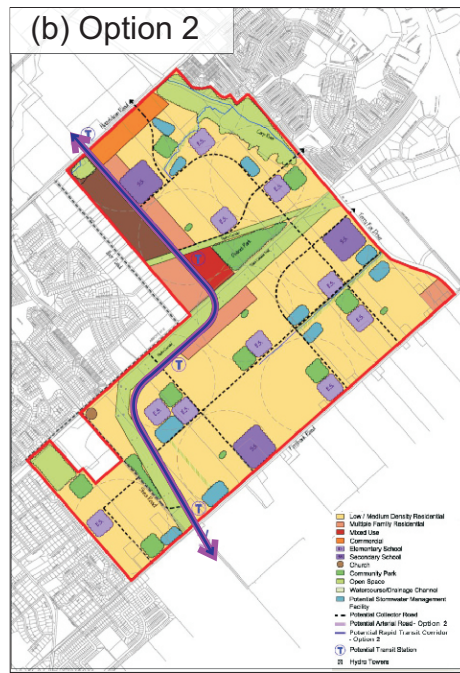 (b) Option 2
T
E.S.
E.S.
S.S.
E.S.
S.S.
District Park
T
E.S.
E.S.
T
E.S.
E.S.
E.S.
E.S.
S.S.
T
E.S.
Low / Medium Density Residential
Multiple Family Residential
Mixed Use
Commercial
Elementary School
Secondary School
Church
Community Park
Open Space
Watercourse/Drainage Channel
Potential Stormwater Management
Facility
Potential Collector Road
Potential Arterial Road - Option 2
Potential Rapid Transit Corridor -
Option 2
T Potential Transit Station
Hydro Towers